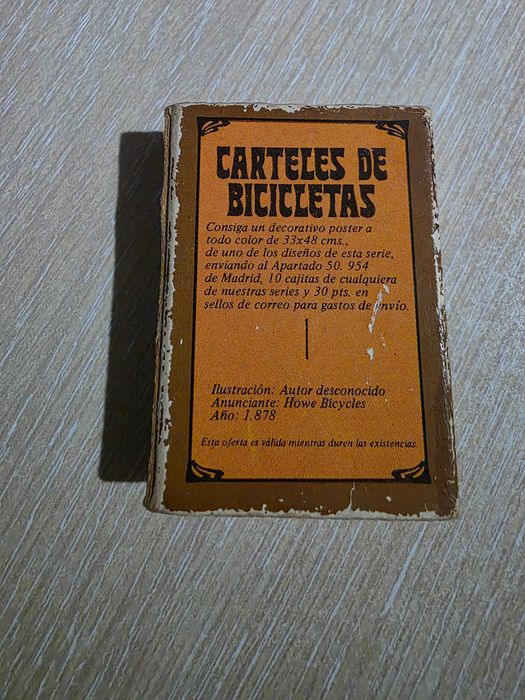 CARTELES DE
BICICLETAS
Consiga un decorativo poster a
todo color de 33x48 cms.,
de uno de los diseños de esta serie,
enviando al Apartado 50. 954
de Madrid, 10 cajitas de cualquiera
de nuestras series y 30 pts. en
sellos de correo para gastos de envío.
Ilustración: Autor desconocido
Anunciante: Howe Bicycles
Año: 1.878
Esta oferta es válida mientras duren las existencias.